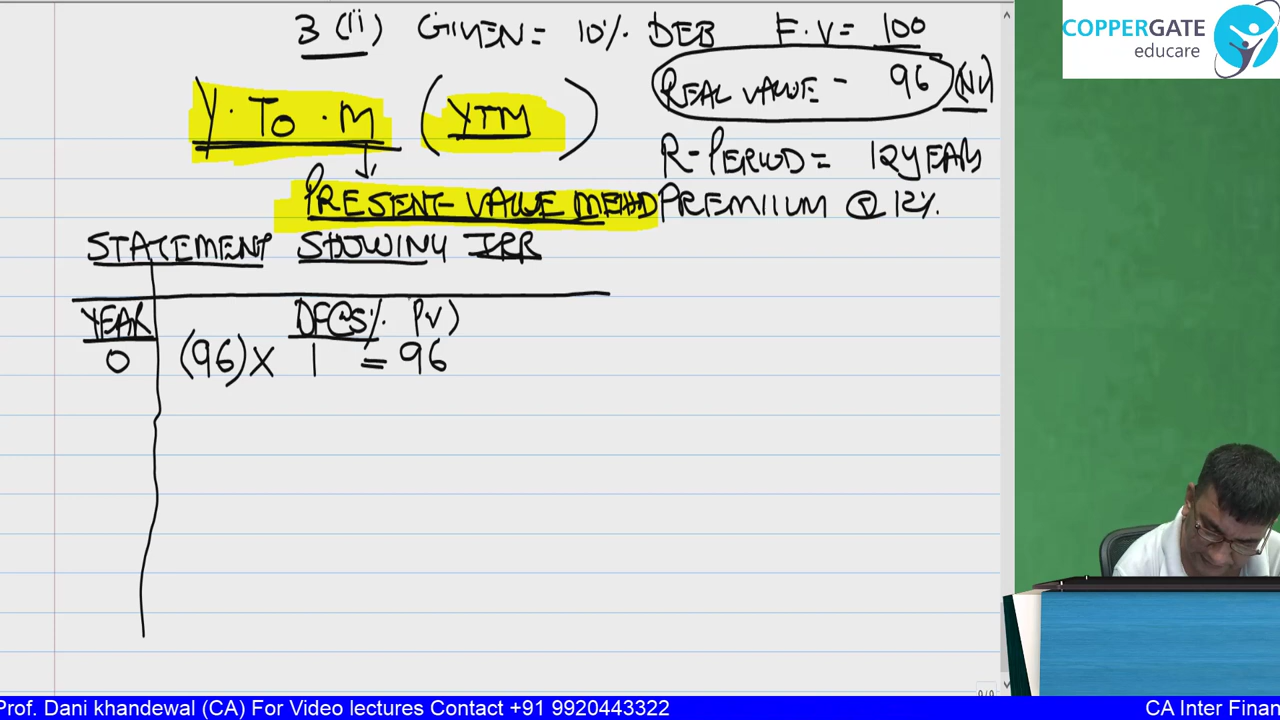 3 (ii) GIVEN = 10% DEB F.V = 100
REAL VALUE - 96 (NV)
Y. To .M (YTM)
R-PERIOD = 12 YEARS
PRESENT VALUE METHOD PREMIUM @ 12%.
STATEMENT SHOWING IRR
YEAR DF@5% PV)
0 (96) X 1 = 96
COPPERGATE
educare
Prof. Dani khandewal (CA) For Video lectures Contact +91 9920443322 CA Inter Finan